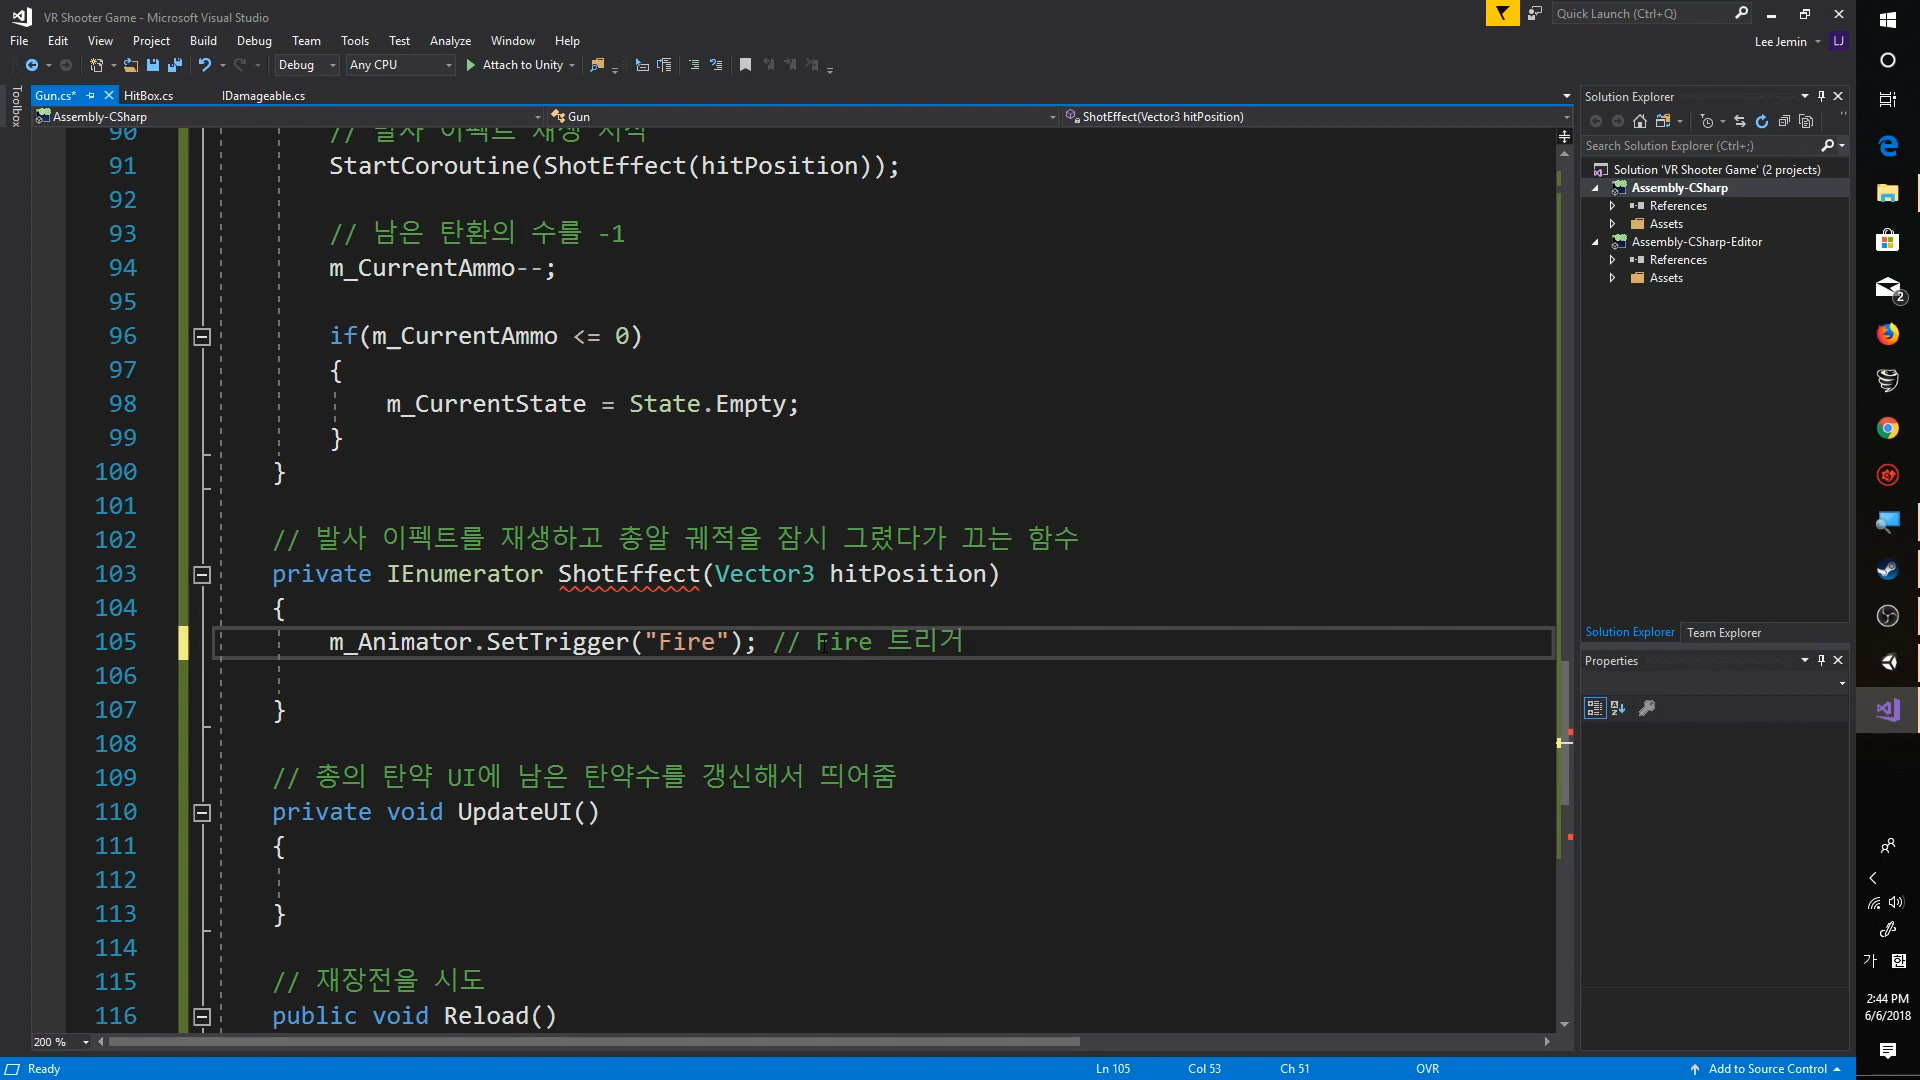 VR Shooter Game - Microsoft Visual Studio
Quick Launch (Ctrl+Q)
File Edit View Project Build Debug Team Tools Test Analyze Window Help
Lee Jemin LJ
Debug Any CPU Attach to Unity
Toolbox
Gun.cs* HitBox.cs IDamageable.cs
Assembly-CSharp Gun ShotEffect(Vector3 hitPosition)
90 // 발사 이펙트 재생 시작
91 StartCoroutine(ShotEffect(hitPosition));
92
93 // 남은 탄환의 수를 -1
94 m_CurrentAmmo--;
95
96 if(m_CurrentAmmo <= 0)
97 {
98 m_CurrentState = State.Empty;
99 }
100 }
101
102 // 발사 이펙트를 재생하고 총알 궤적을 잠시 그렸다가 끄는 함수
103 private IEnumerator ShotEffect(Vector3 hitPosition)
104 {
105 m_Animator.SetTrigger("Fire"); // Fire 트리거
106
107 }
108
109 // 총의 탄약 UI에 남은 탄약수를 갱신해서 띄어줌
110 private void UpdateUI()
111 {
112
113 }
114
115 // 재장전을 시도
116 public void Reload()
200 %
Solution Explorer
Search Solution Explorer (Ctrl+;)
Solution 'VR Shooter Game' (2 projects)
Assembly-CSharp
References
Assets
Assembly-CSharp-Editor
References
Assets
Solution Explorer Team Explorer
Properties
Ready Ln 105 Col 53 Ch 51 OVR Add to Source Control
2
가 한
2:44 PM
6/6/2018